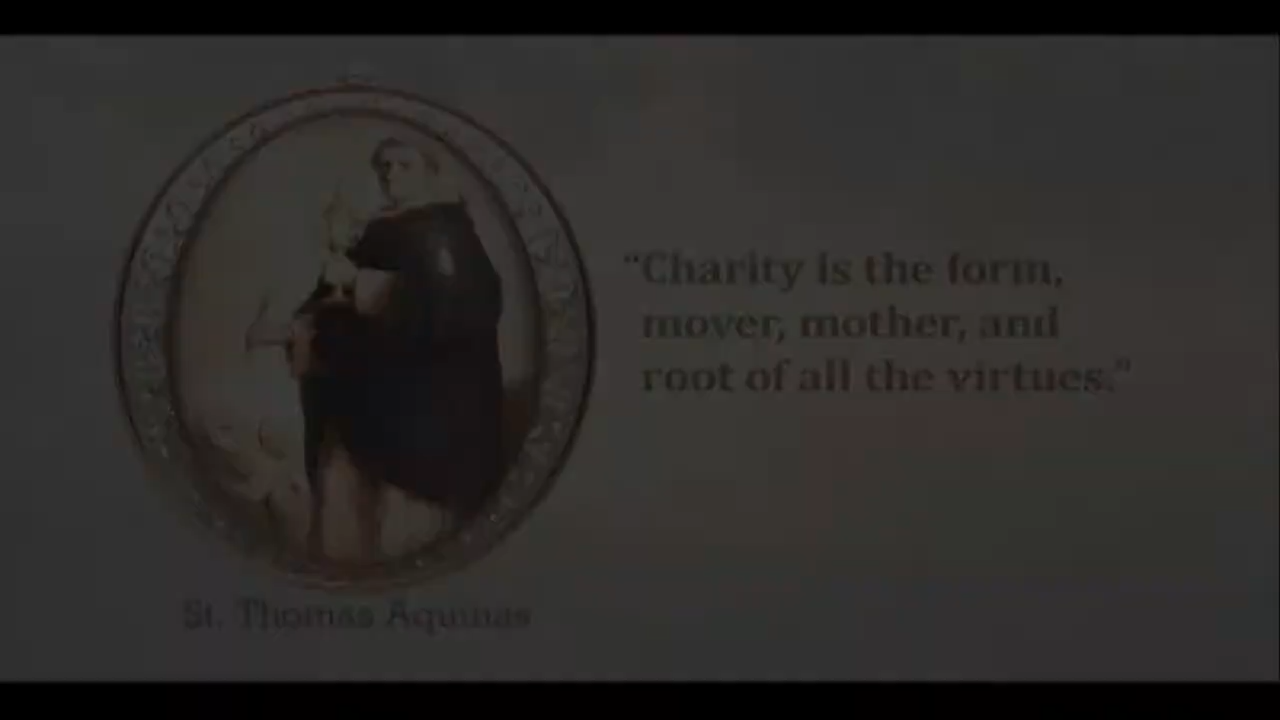 “Charity is the form,
mover, mother, and
root of all the virtues.”
St. Thomas Aquinas